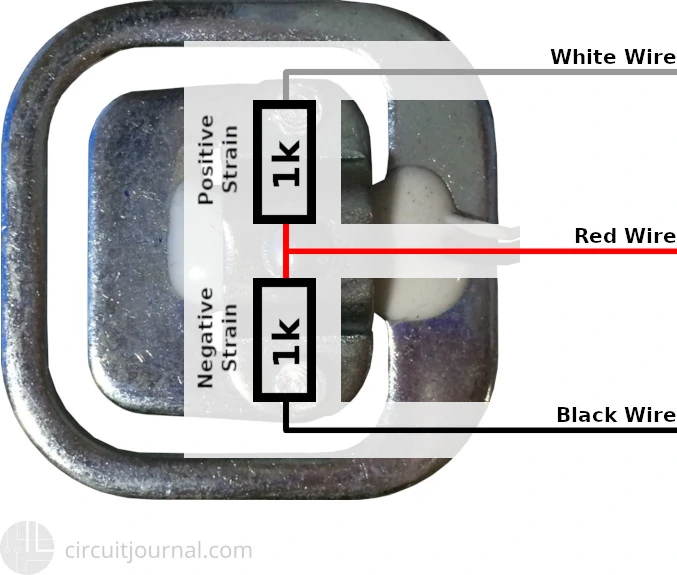 White Wire
Positive
Strain
1k
Red Wire
Negative
Strain
1k
Black Wire
circuitjournal.com